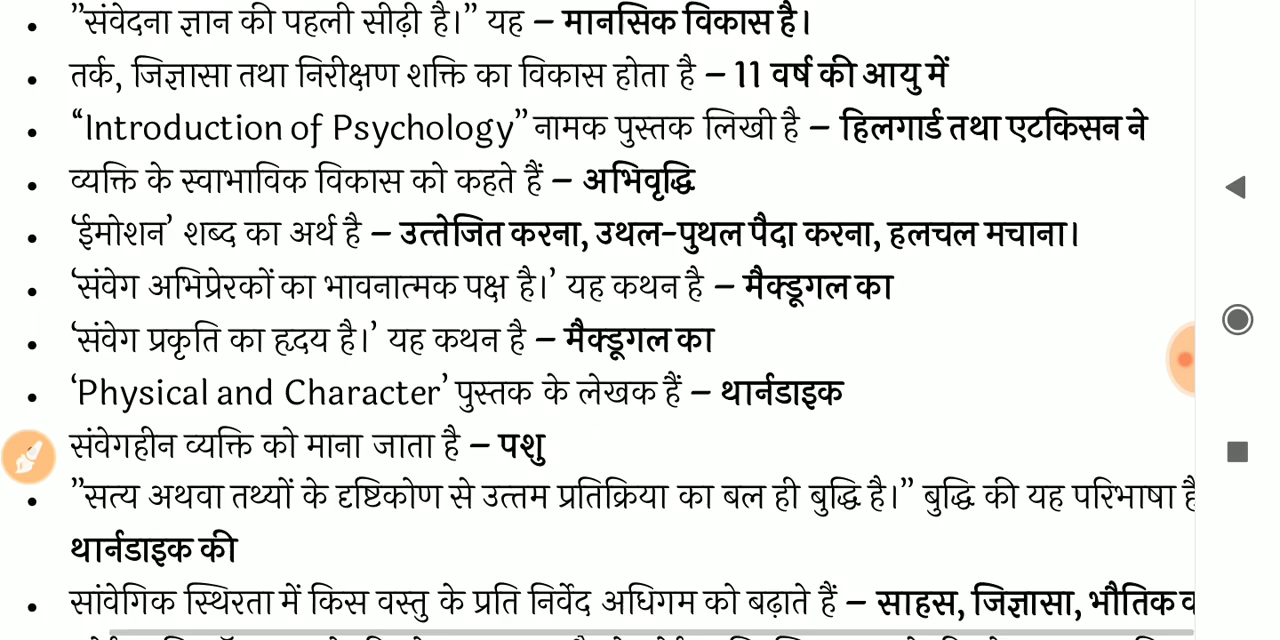 ”संवेदना ज्ञान की पहली सीढ़ी है।” यह – मानसिक विकास है।
तर्क, जिज्ञासा तथा निरीक्षण शक्ति का विकास होता है – 11 वर्ष की आयु में
“Introduction of Psychology” नामक पुस्तक लिखी है – हिलगार्ड तथा एटकिसन ने
व्यक्ति के स्वाभाविक विकास को कहते हैं – अभिवृद्धि
‘ईमोशन’ शब्द का अर्थ है – उत्तेजित करना, उथल-पुथल पैदा करना, हलचल मचाना।
‘संवेग अभिप्रेरकों का भावनात्मक पक्ष है।’ यह कथन है – मैक्डूगल का
‘संवेग प्रकृति का हृदय है।’ यह कथन है – मैक्डूगल का
‘Physical and Character’ पुस्तक के लेखक हैं – थार्नडाइक
संवेगहीन व्यक्ति को माना जाता है – पशु
”सत्य अथवा तथ्यों के दृष्टिकोण से उत्तम प्रतिक्रिया का बल ही बुद्धि है।” बुद्धि की यह परिभाषा है
थार्नडाइक की
सांवेगिक स्थिरता में किस वस्तु के प्रति निर्वेद अधिगम को बढ़ाते हैं – साहस, जिज्ञासा, भौतिक